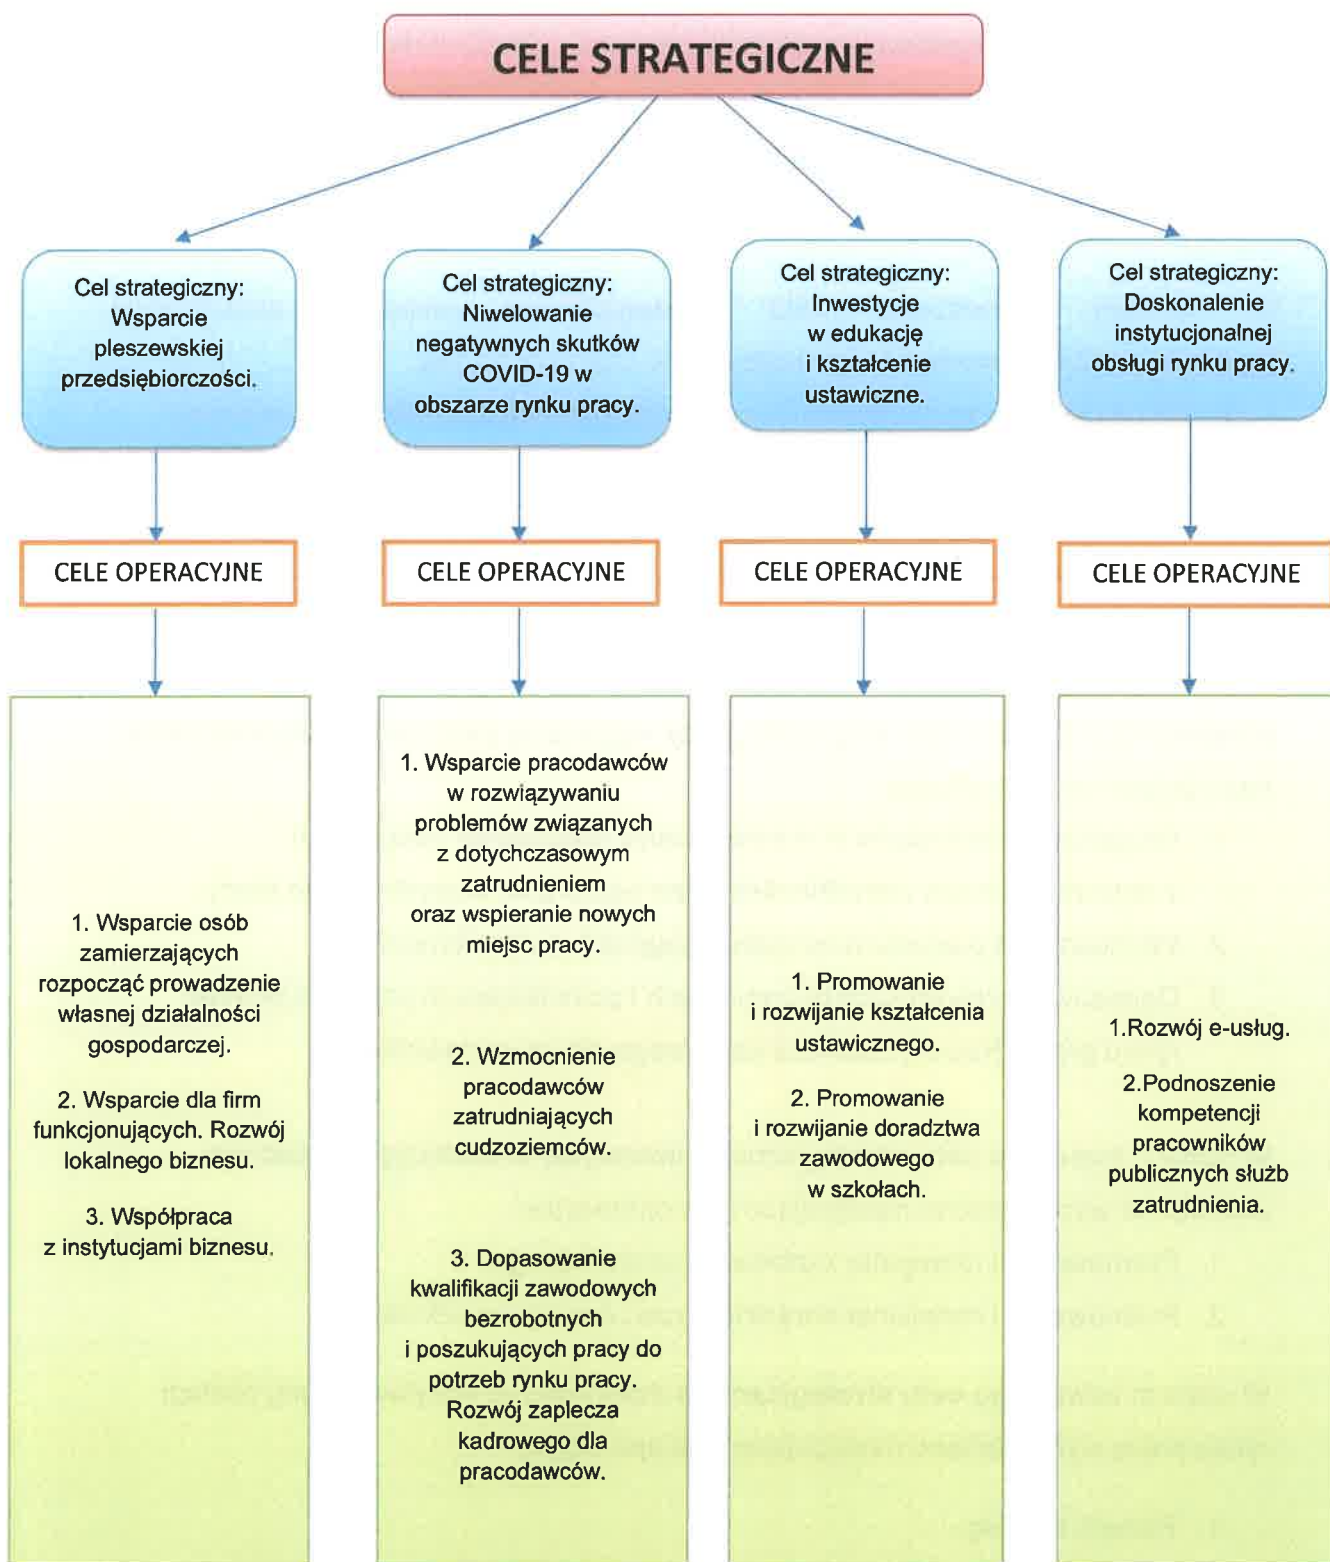 CELE STRATEGICZNE
Cel strategiczny:
Wsparcie
pleszewskiej
przedsiębiorczości.
Cel strategiczny:
Niwelowanie
negatywnych skutków
COVID-19 w
obszarze rynku pracy.
Cel strategiczny:
Inwestycje
w edukację
i kształcenie
ustawiczne.
Cel strategiczny:
Doskonalenie
instytucjonalnej
obsługi rynku pracy.
CELE OPERACYJNE
CELE OPERACYJNE
CELE OPERACYJNE
CELE OPERACYJNE
1. Wsparcie osób
zamierzających
rozpocząć prowadzenie
własnej działalności
gospodarczej.
2. Wsparcie dla firm
funkcjonujących. Rozwój
lokalnego biznesu.
3. Współpraca
z instytucjami biznesu.
1. Wsparcie pracodawców
w rozwiązywaniu
problemów związanych
z dotychczasowym
zatrudnieniem
oraz wspieranie nowych
miejsc pracy.
2. Wzmocnienie
pracodawców
zatrudniających
cudzoziemców.
3. Dopasowanie
kwalifikacji zawodowych
bezrobotnych
i poszukujących pracy do
potrzeb rynku pracy.
Rozwój zaplecza
kadrowego dla
pracodawców.
1. Promowanie
i rozwijanie kształcenia
ustawicznego.
2. Promowanie
i rozwijanie doradztwa
zawodowego
w szkołach.
1.Rozwój e-usług.
2.Podnoszenie
kompetencji
pracowników
publicznych służb
zatrudnienia.